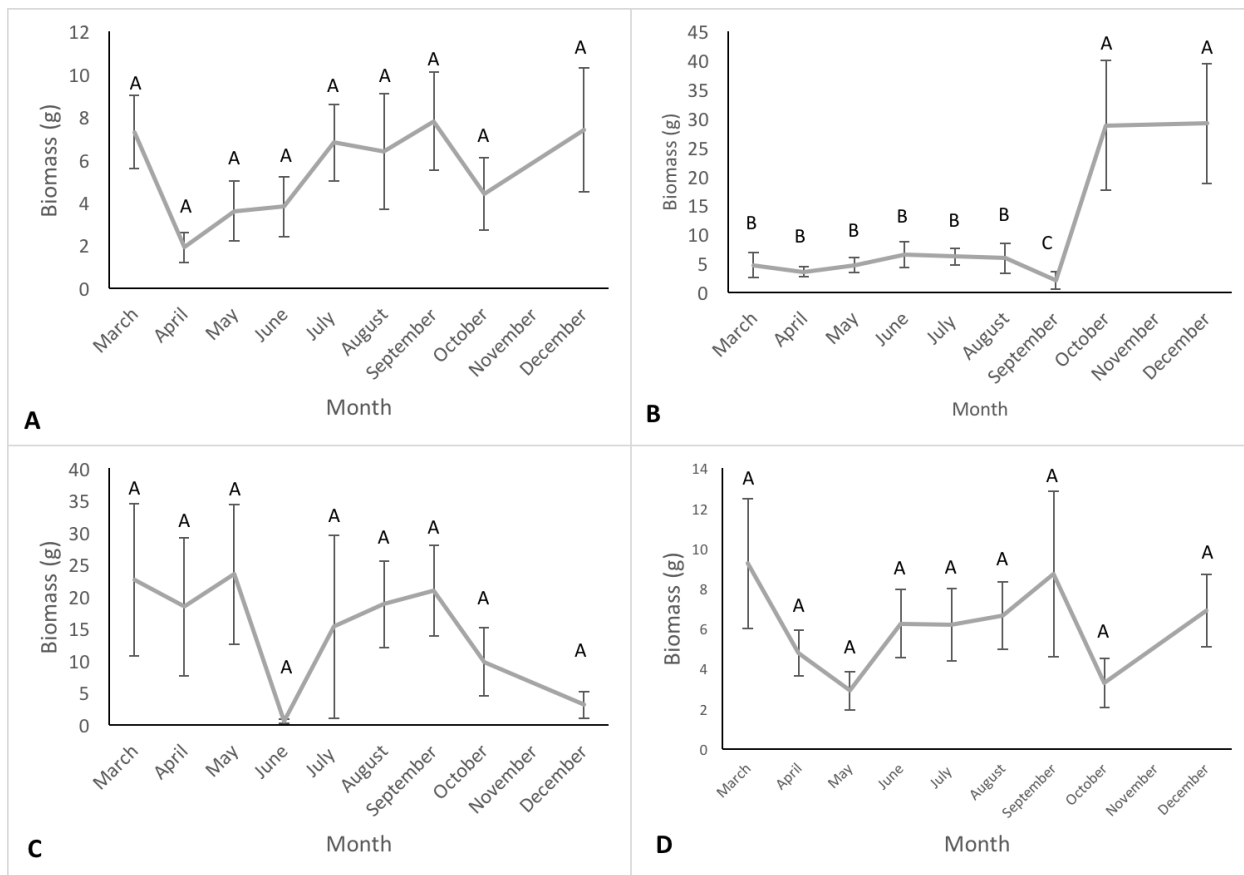 12
10
8
6
4
2
0
Biomass (g)
A
A
A
A
A
A
A
A
A
March
April
May
June
July
August
September
October
November
December
Month
A
45
40
35
30
25
20
15
10
5
0
Biomass (g)
B
B
B
B
B
B
C
A
A
March
April
May
June
July
August
September
October
November
December
Month
B
40
35
30
25
20
15
10
5
0
Biomass (g)
A
A
A
A
A
A
A
A
A
March
April
May
June
July
August
September
October
November
December
Month
C
14
12
10
8
6
4
2
0
Biomass (g)
A
A
A
A
A
A
A
A
A
March
April
May
June
July
August
September
October
November
December
Month
D